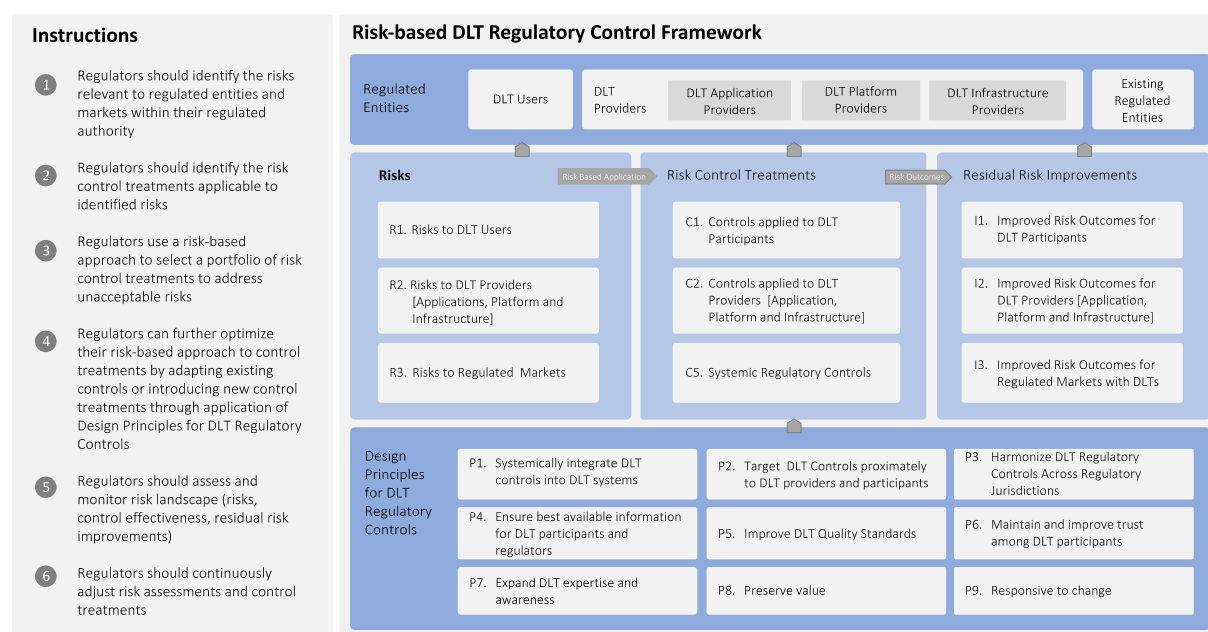 Instructions
1
Regulators should identify the risks
relevant to regulated entities and
markets within their regulated
authority
2
Regulators should identify the risk
control treatments applicable to
identified risks
3
Regulators use a risk-based
approach to select a portfolio of risk
control treatments to address
unacceptable risks
4
Regulators can further optimize
their risk-based approach to control
treatments by adapting existing
controls or introducing new control
treatments through application of
Design Principles for DLT Regulatory
Controls
5
Regulators should assess and
monitor risk landscape (risks,
control effectiveness, residual risk
improvements)
6
Regulators should continuously
adjust risk assessments and control
treatments
Risk-based DLT Regulatory Control Framework
Regulated
Entities
DLT Users
DLT
Providers
DLT Application
Providers
DLT Platform
Providers
DLT Infrastructure
Providers
Existing
Regulated
Entities
Risks
Risk Based Application
Risk Control Treatments
Risk Outcomes
Residual Risk Improvements
R1. Risks to DLT Users
R2. Risks to DLT Providers
[Applications, Platform and
Infrastructure]
R3. Risks to Regulated Markets
C1. Controls applied to DLT
Participants
C2. Controls applied to DLT
Providers [Application,
Platform and Infrastructure]
C5. Systemic Regulatory Controls
I1. Improved Risk Outcomes for
DLT Participants
I2. Improved Risk Outcomes for
DLT Providers [Application,
Platform and Infrastructure]
I3. Improved Risk Outcomes for
Regulated Markets with DLTs
Design
Principles
for DLT
Regulatory
Controls
P1. Systemically integrate DLT
controls into DLT systems
P2. Target DLT Controls proximately
to DLT providers and participants
P3. Harmonize DLT Regulatory
Controls Across Regulatory
Jurisdictions
P4. Ensure best available information
for DLT participants and
regulators
P5. Improve DLT Quality Standards
P6. Maintain and improve trust
among DLT participants
P7. Expand DLT expertise and
awareness
P8. Preserve value
P9. Responsive to change